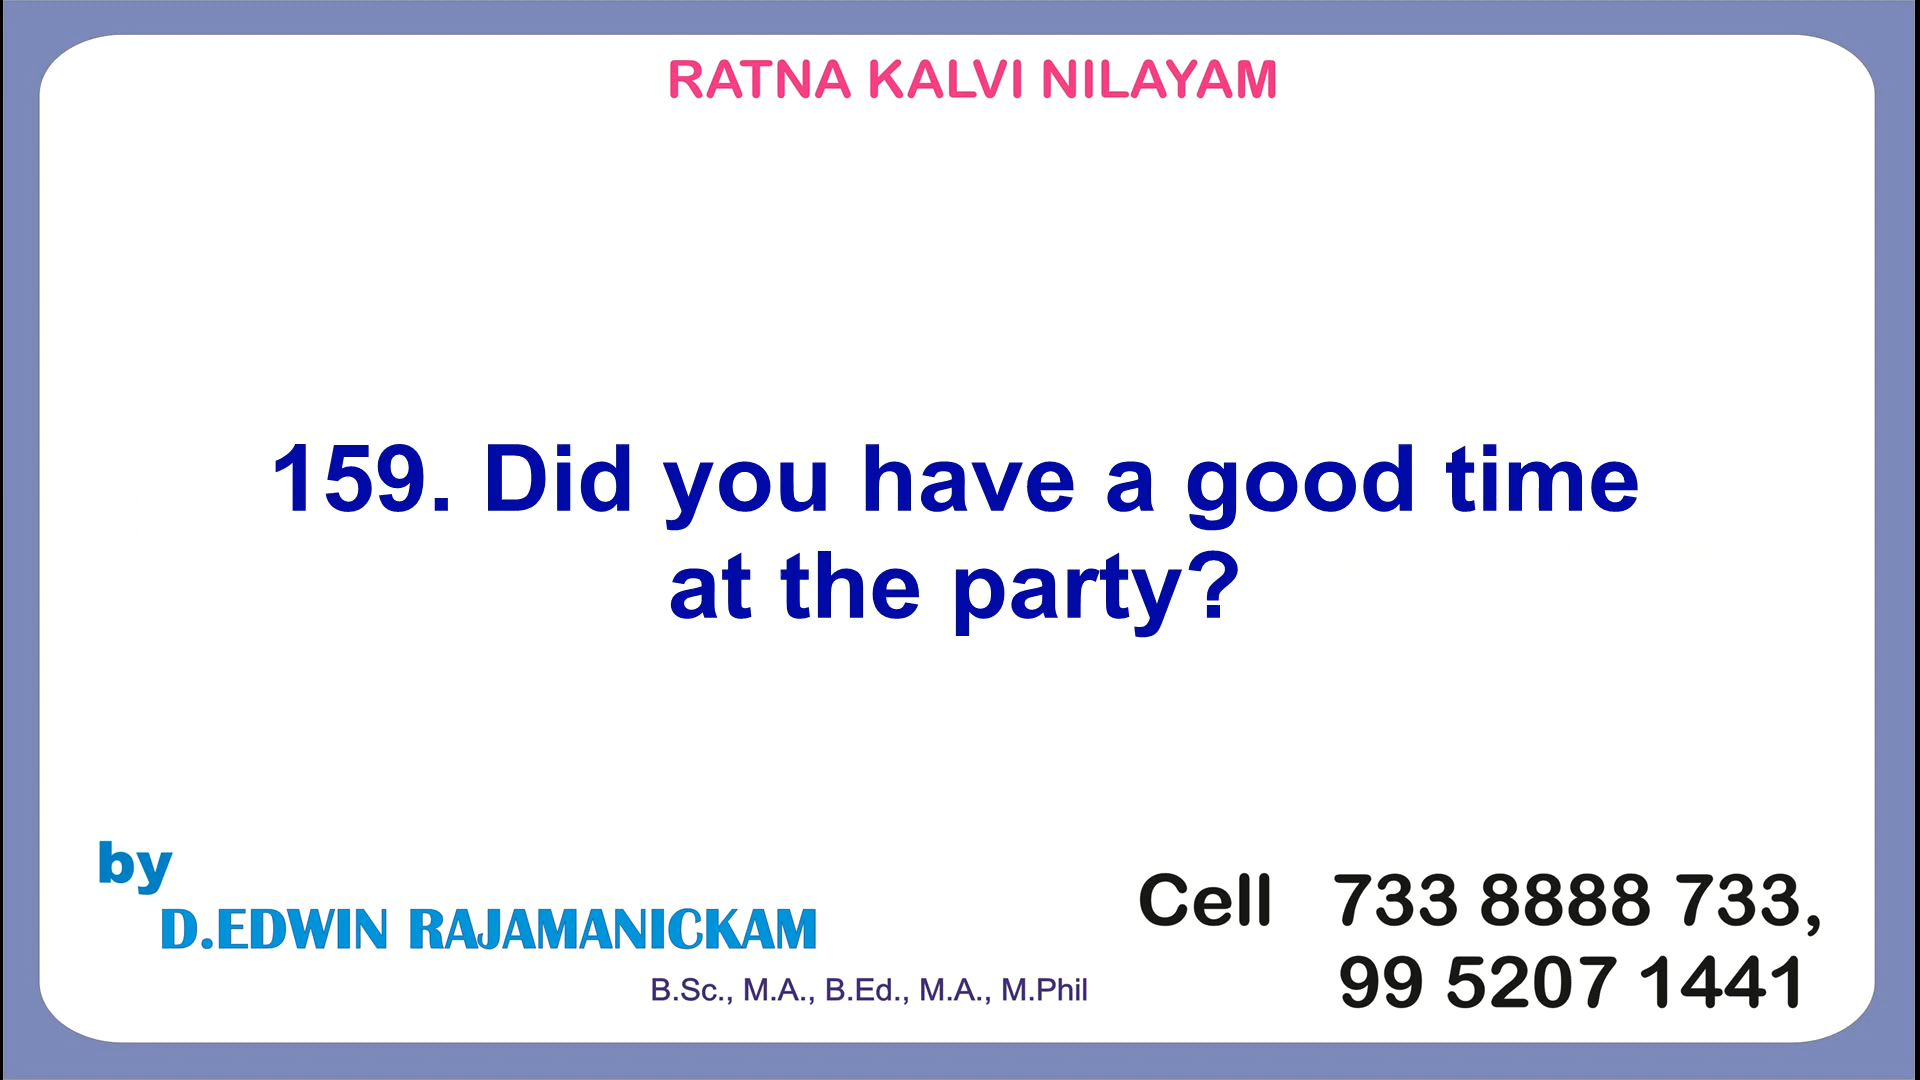 RATNA KALVI NILAYAM
159. Did you have a good time
at the party?
by
D.EDWIN RAJAMANICKAM
B.Sc., M.A., B.Ed., M.A., M.Phil
Cell 733 8888 733,
99 5207 1441